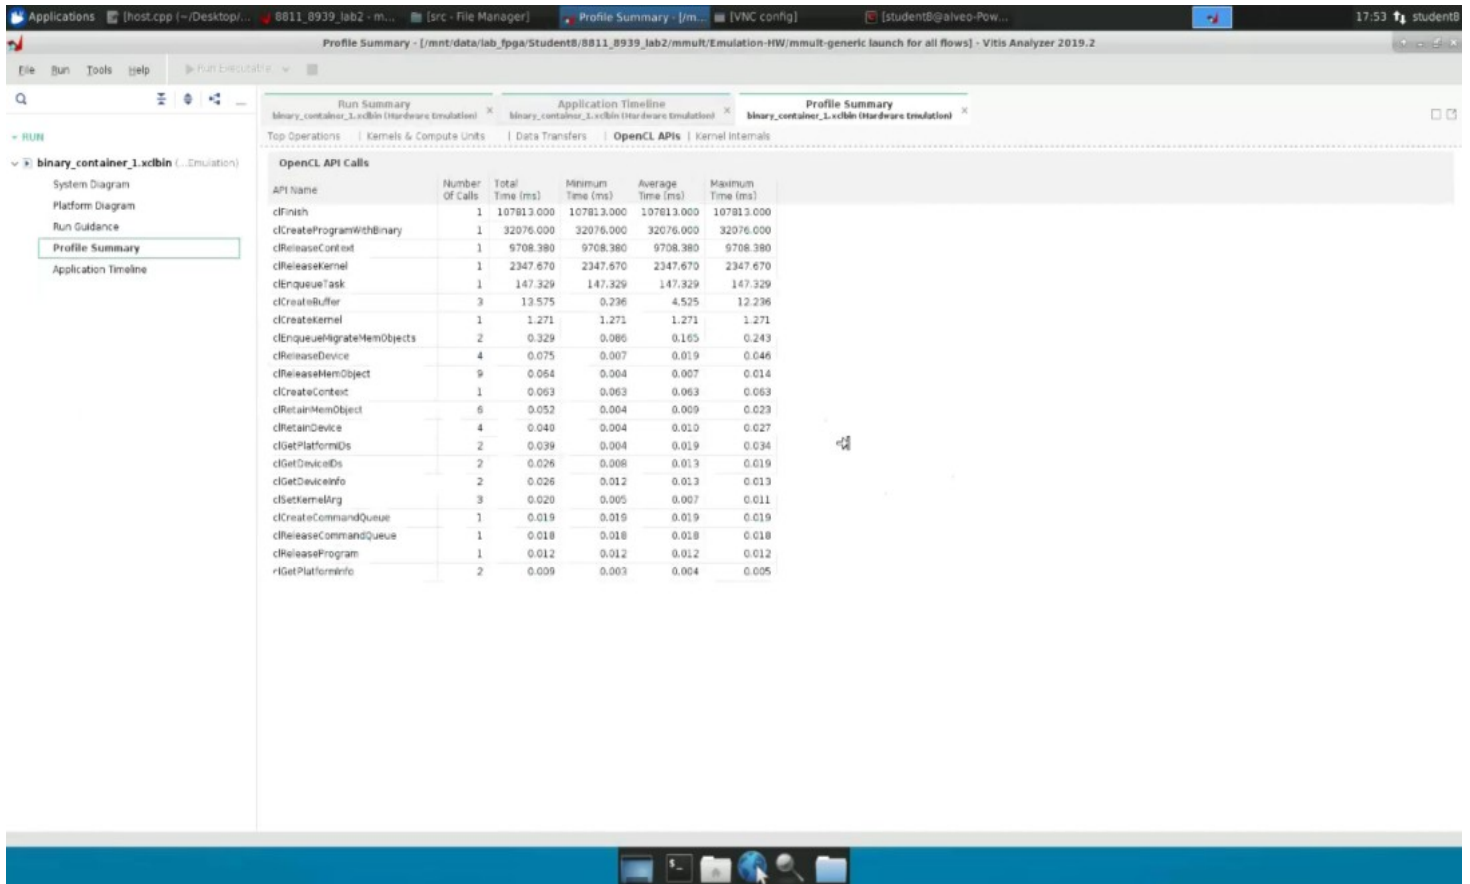 Applications [host.cpp (~/Desktop/... 8811_8939_lab2 - m... [src - File Manager] Profile Summary - [/m... [VNC config] [student8@alveo-Pow... 17:53 student8
Profile Summary - [/mnt/data/lab_fpga/Student8/8811_8939_lab2/mmult/Emulation-HW/mmult-generic launch for all flows] - Vitis Analyzer 2019.2
File Run Tools Help Run Executable
Run Summary Application Timeline Profile Summary
binary_container_1.xclbin (Hardware Emulation) binary_container_1.xclbin (Hardware Emulation) binary_container_1.xclbin (Hardware Emulation)
Top Operations | Kernels & Compute Units | Data Transfers | OpenCL APIs | Kernel Internals
RUN
binary_container_1.xclbin (...Emulation)
System Diagram
Platform Diagram
Run Guidance
Profile Summary
Application Timeline
OpenCL API Calls
API Name Number Of Calls Total Time (ms) Minimum Time (ms) Average Time (ms) Maximum Time (ms)
clFinish 1 107813.000 107813.000 107813.000 107813.000
clCreateProgramWithBinary 1 32076.000 32076.000 32076.000 32076.000
clReleaseContext 1 9708.380 9708.380 9708.380 9708.380
clReleaseKernel 1 2347.670 2347.670 2347.670 2347.670
clEnqueueTask 1 147.329 147.329 147.329 147.329
clCreateBuffer 3 13.575 0.236 4.525 12.236
clCreateKernel 1 1.271 1.271 1.271 1.271
clEnqueueMigrateMemObjects 2 0.329 0.086 0.165 0.243
clReleaseDevice 4 0.075 0.007 0.019 0.046
clReleaseMemObject 9 0.064 0.004 0.007 0.014
clCreateContext 1 0.063 0.063 0.063 0.063
clRetainMemObject 6 0.052 0.004 0.009 0.023
clRetainDevice 4 0.040 0.004 0.010 0.027
clGetPlatformIDs 2 0.039 0.004 0.019 0.034
clGetDeviceIDs 2 0.026 0.008 0.013 0.019
clGetDeviceInfo 2 0.026 0.012 0.013 0.013
clSetKernelArg 3 0.020 0.005 0.007 0.011
clCreateCommandQueue 1 0.019 0.019 0.019 0.019
clReleaseCommandQueue 1 0.018 0.018 0.018 0.018
clReleaseProgram 1 0.012 0.012 0.012 0.012
clGetPlatformInfo 2 0.009 0.003 0.004 0.005